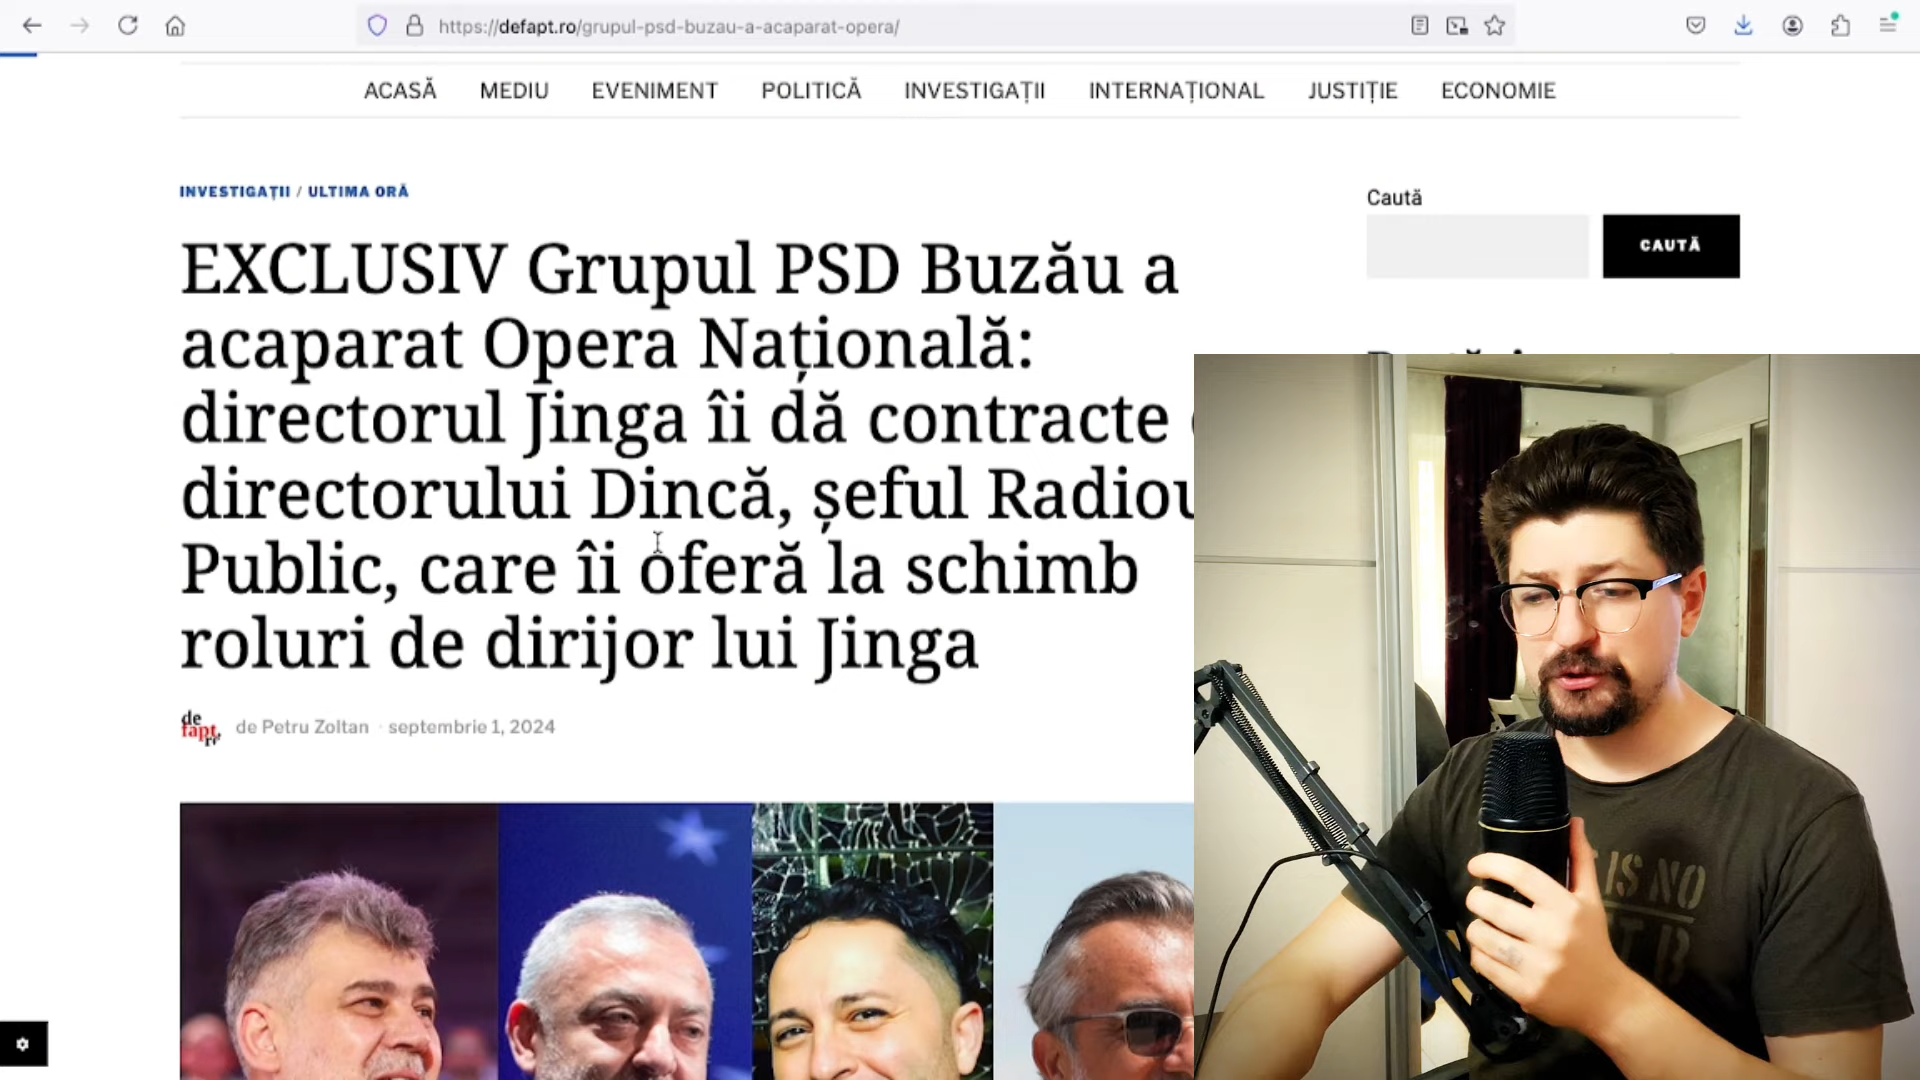 https://defapt.ro/grupul-psd-buzau-a-acaparat-opera/
ACASĂ MEDIU EVENIMENT POLITICĂ INVESTIGAȚII INTERNAȚIONAL JUSTIȚIE ECONOMIE
INVESTIGAȚII / ULTIMA ORĂ
Caută
CAUTĂ
EXCLUSIV Grupul PSD Buzău a
acaparat Opera Națională:
directorul Jinga îi dă contracte
directorului Dincă, șeful
Public, care îi oferă la schimb
roluri de dirijor lui Jinga
de
fapt.
de Petru Zoltan · septembrie 1, 2024
IS NO